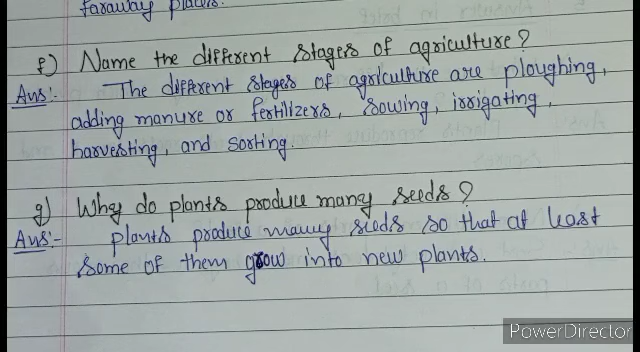 faraway places.
f) Name the different stages of agriculture?
Ans:- The different stages of agriculture are ploughing,
adding manure or fertilizers, sowing, irrigating,
harvesting, and sorting.
g) Why do plants produce many seeds?
Ans:- plants produce many seeds so that at least
some of them grow into new plants.
PowerDirector